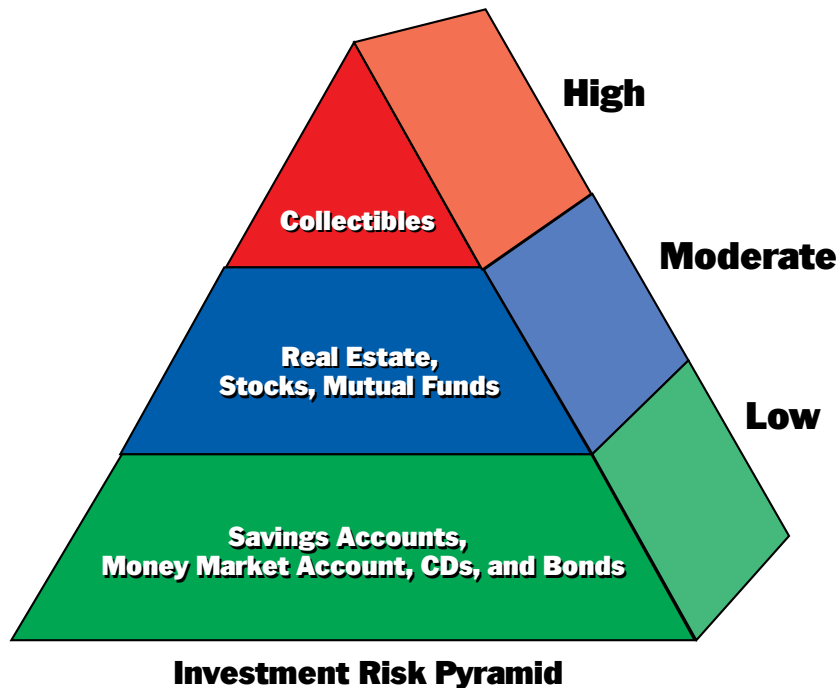 High
Collectibles
Moderate
Real Estate,
Stocks, Mutual Funds
Low
Savings Accounts,
Money Market Account, CDs, and Bonds
Investment Risk Pyramid